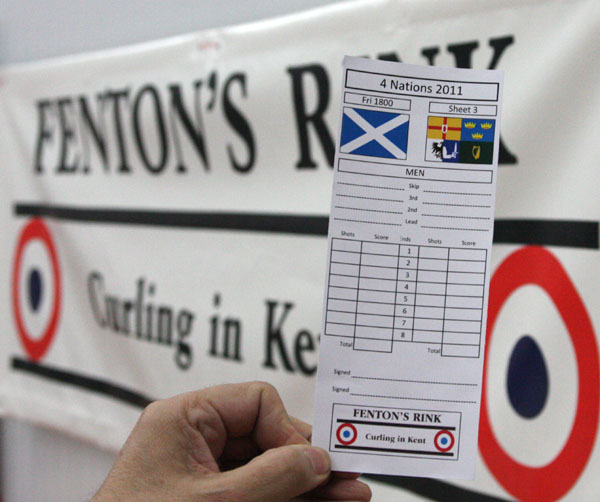 FENTON'S RINK
Curling in Ke
4 Nations 2011
Fri 1800 Sheet 3
MEN
Skip
3rd
2nd
Lead
Shots Score Ends Shots Score
1
2
3
4
5
6
7
8
Total Total
Signed
Signed
FENTON'S RINK
Curling in Kent